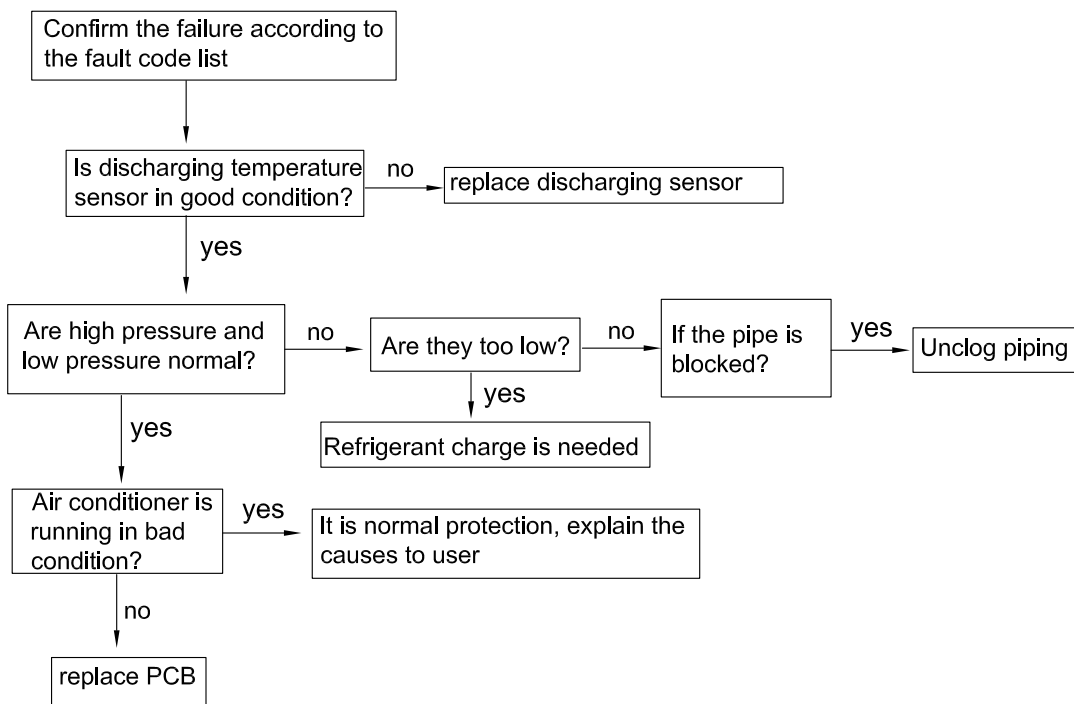 Confirm the failure according to
the fault code list
Is discharging temperature
sensor in good condition?
no
replace discharging sensor
yes
Are high pressure and
low pressure normal?
no
Are they too low?
no
If the pipe is
blocked?
yes
Unclog piping
yes
Refrigerant charge is needed
yes
Air conditioner is
running in bad
condition?
yes
It is normal protection, explain the
causes to user
no
replace PCB